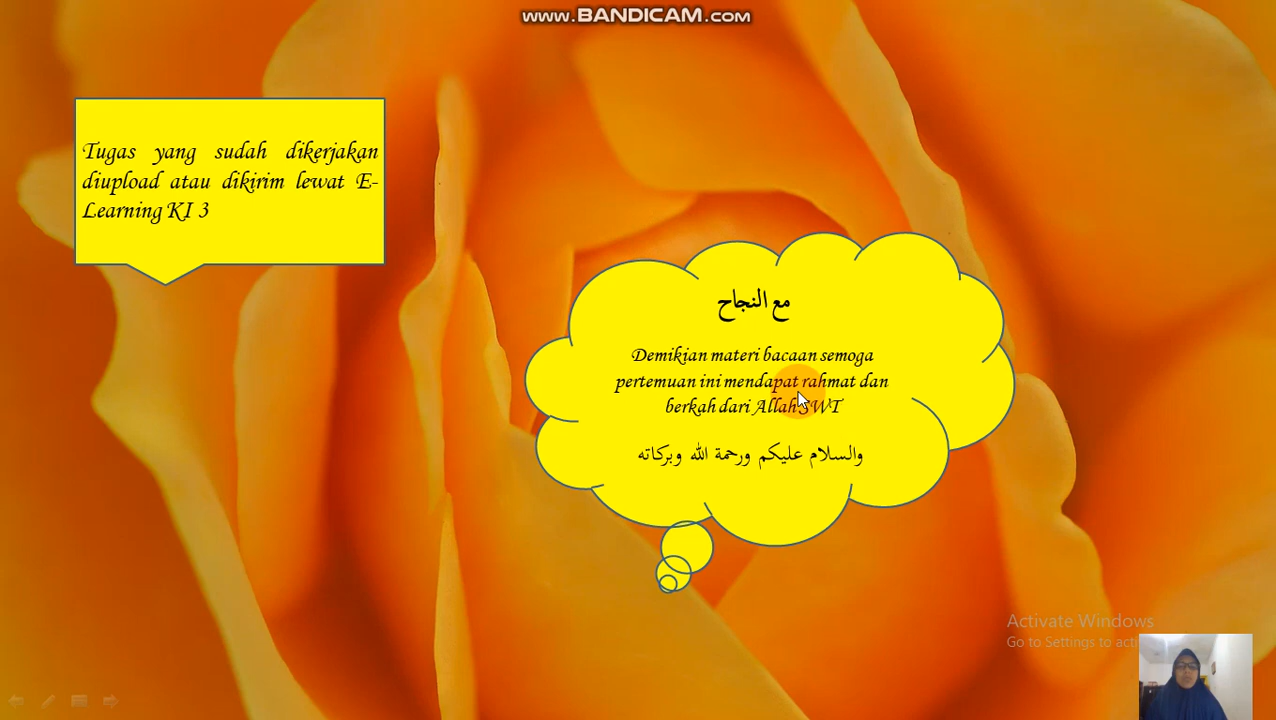 www.BANDICAM.com
Tugas yang sudah dikerjakan
diupload atau dikirim lewat E-
Learning KI 3
مع النجاح
Demikian materi bacaan semoga
pertemuan ini mendapat rahmat dan
berkah dari Allah SWT
والسلام عليكم ورحمة الله وبركاته
Activate Windows
Go to Settings to acti